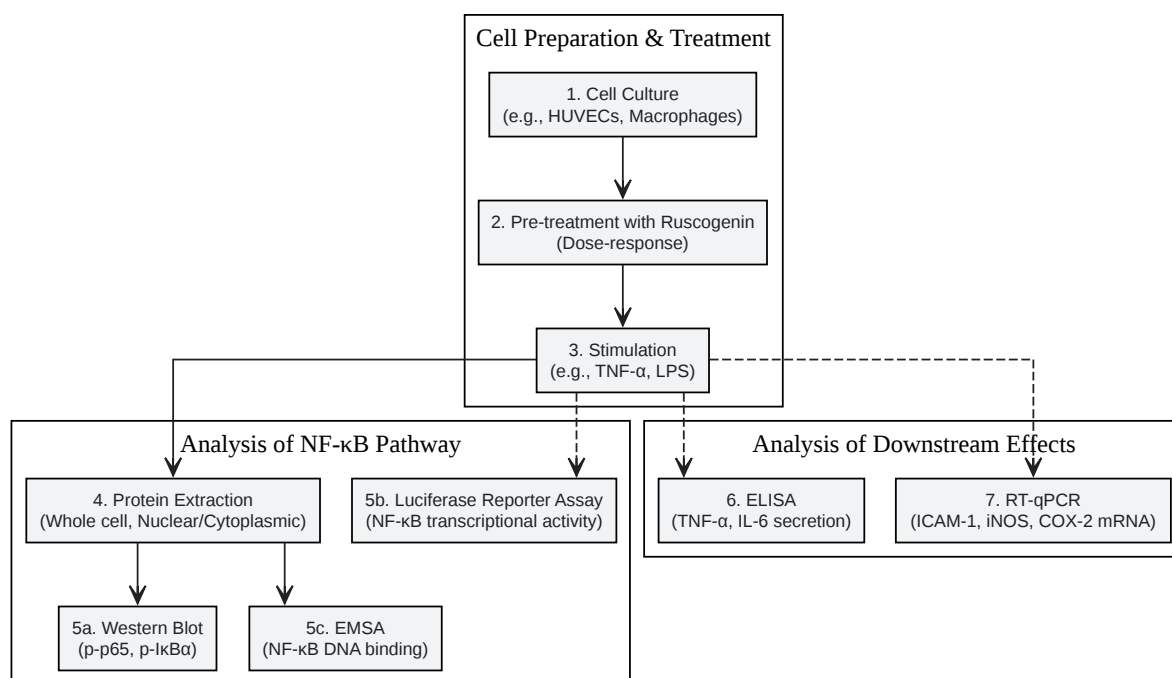 Cell Preparation & Treatment
1. Cell Culture
(e.g., HUVECs, Macrophages)
2. Pre-treatment with Ruscogenin
(Dose-response)
3. Stimulation
(e.g., TNF-α, LPS)
Analysis of NF-κB Pathway
4. Protein Extraction
(Whole cell, Nuclear/Cytoplasmic)
5b. Luciferase Reporter Assay
(NF-κB transcriptional activity)
5a. Western Blot
(p-p65, p-IκBα)
5c. EMSA
(NF-κB DNA binding)
Analysis of Downstream Effects
6. ELISA
(TNF-α, IL-6 secretion)
7. RT-qPCR
(ICAM-1, iNOS, COX-2 mRNA)